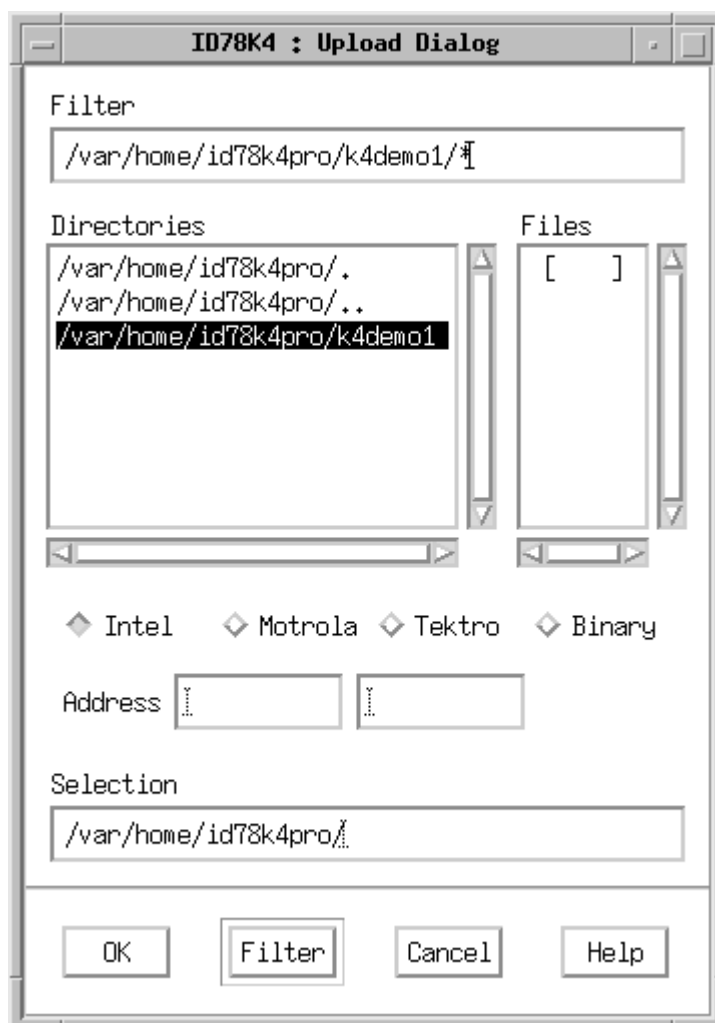 ID78K4 : Upload Dialog
Filter
/var/home/id78k4pro/k4demo1/*
Directories
Files
/var/home/id78k4pro/.
/var/home/id78k4pro/..
/var/home/id78k4pro/k4demo1
[ ]
Intel Motrola Tektro Binary
Address
Selection
/var/home/id78k4pro/
OK Filter Cancel Help